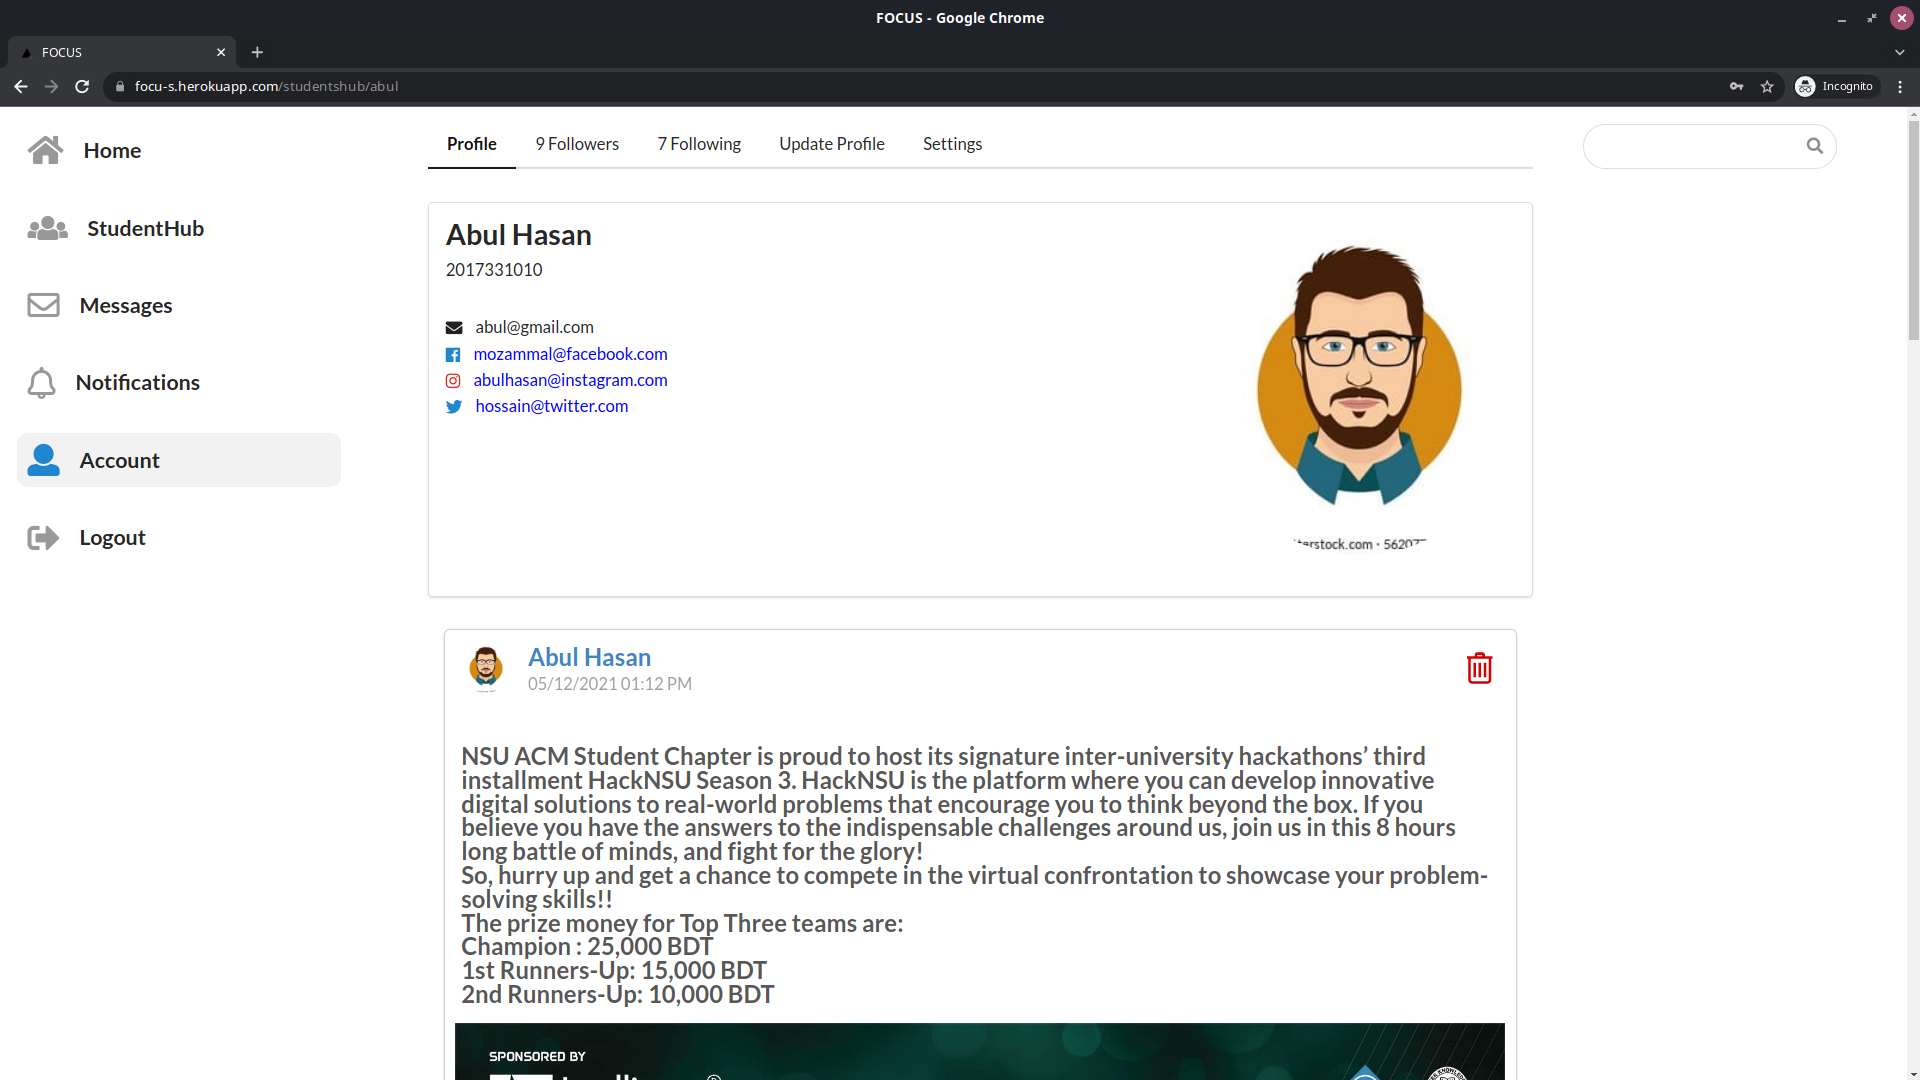 FOCUS - Google Chrome
FOCUS
focu-s.herokuapp.com/studentshub/abul
Incognito
Home
StudentHub
Messages
Notifications
Account
Logout
Profile 9 Followers 7 Following Update Profile Settings
Abul Hasan
2017331010
abul@gmail.com
mozammal@facebook.com
abulhasan@instagram.com
hossain@twitter.com
Abul Hasan
05/12/2021 01:12 PM
NSU ACM Student Chapter is proud to host its signature inter-university hackathons’ third
installment HackNSU Season 3. HackNSU is the platform where you can develop innovative
digital solutions to real-world problems that encourage you to think beyond the box. If you
believe you have the answers to the indispensable challenges around us, join us in this 8 hours
long battle of minds, and fight for the glory!
So, hurry up and get a chance to compete in the virtual confrontation to showcase your problem-
solving skills!!
The prize money for Top Three teams are:
Champion : 25,000 BDT
1st Runners-Up: 15,000 BDT
2nd Runners-Up: 10,000 BDT
SPONSORED BY